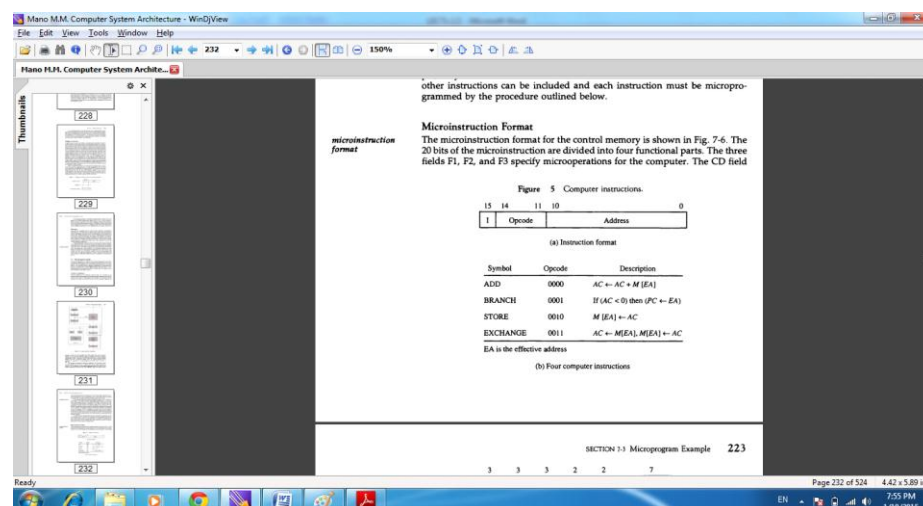 Mano M.M. Computer System Architecture - WinDjView
File Edit View Tools Window Help
232
150%
Mano M.M. Computer System Archite...
Thumbnails
228
229
230
231
232
other instructions can be included and each instruction must be micropro-
grammed by the procedure outlined below.
Microinstruction Format
microinstruction
format
The microinstruction format for the control memory is shown in Fig. 7-6. The
20 bits of the microinstruction are divided into four functional parts. The three
fields F1, F2, and F3 specify microoperations for the computer. The CD field
Figure 5 Computer instructions.
15 14 11 10 0
I Opcode Address
(a) Instruction format
Symbol Opcode Description
ADD 0000 AC ← AC + M [EA]
BRANCH 0001 If (AC < 0) then (PC ← EA)
STORE 0010 M [EA] ← AC
EXCHANGE 0011 AC ← M[EA], M[EA] ← AC
EA is the effective address
(b) Four computer instructions
SECTION 7-3 Microprogram Example 223
3 3 3 2 2 7
Ready
Page 232 of 524 4.42 x 5.89 i
EN
7:55 PM